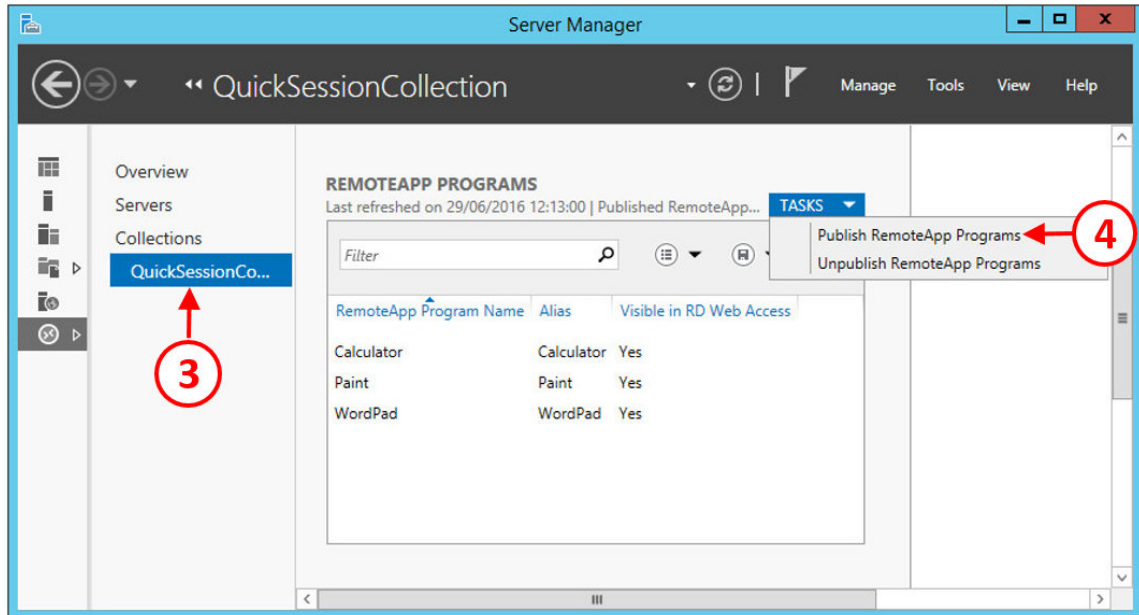 Server Manager
QuickSessionCollection
Manage Tools View Help
Overview
Servers
Collections
QuickSessionCo...
3
REMOTEAPP PROGRAMS
Last refreshed on 29/06/2016 12:13:00 | Published RemoteApp...
TASKS
Publish RemoteApp Programs
4
Unpublish RemoteApp Programs
Filter
RemoteApp Program Name Alias Visible in RD Web Access
Calculator Calculator Yes
Paint Paint Yes
WordPad WordPad Yes